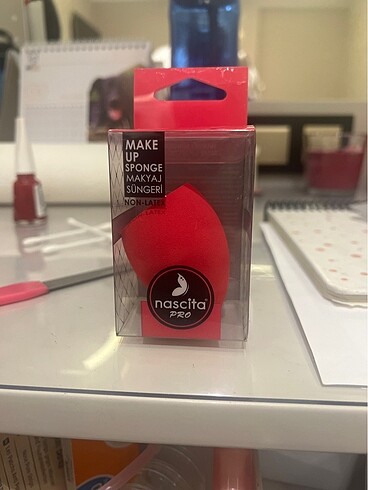 MAKE
UP
SPONGE
MAKYAJ
SÜNGERİ
NON-LATEX
nascita
PRO